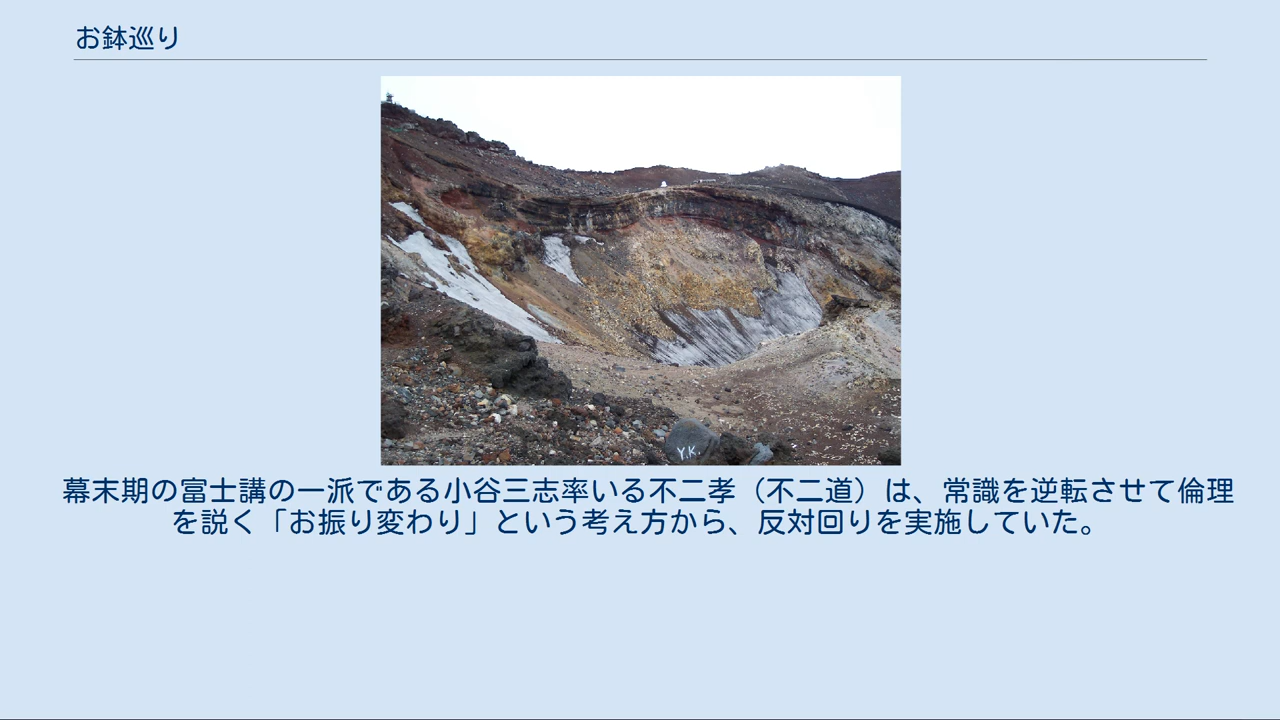 お鉢巡り
Y.K.
幕末期の富士講の一派である小谷三志率いる不二孝（不二道）は、常識を逆転させて倫理
を説く「お振り変わり」という考え方から、反対回りを実施していた。